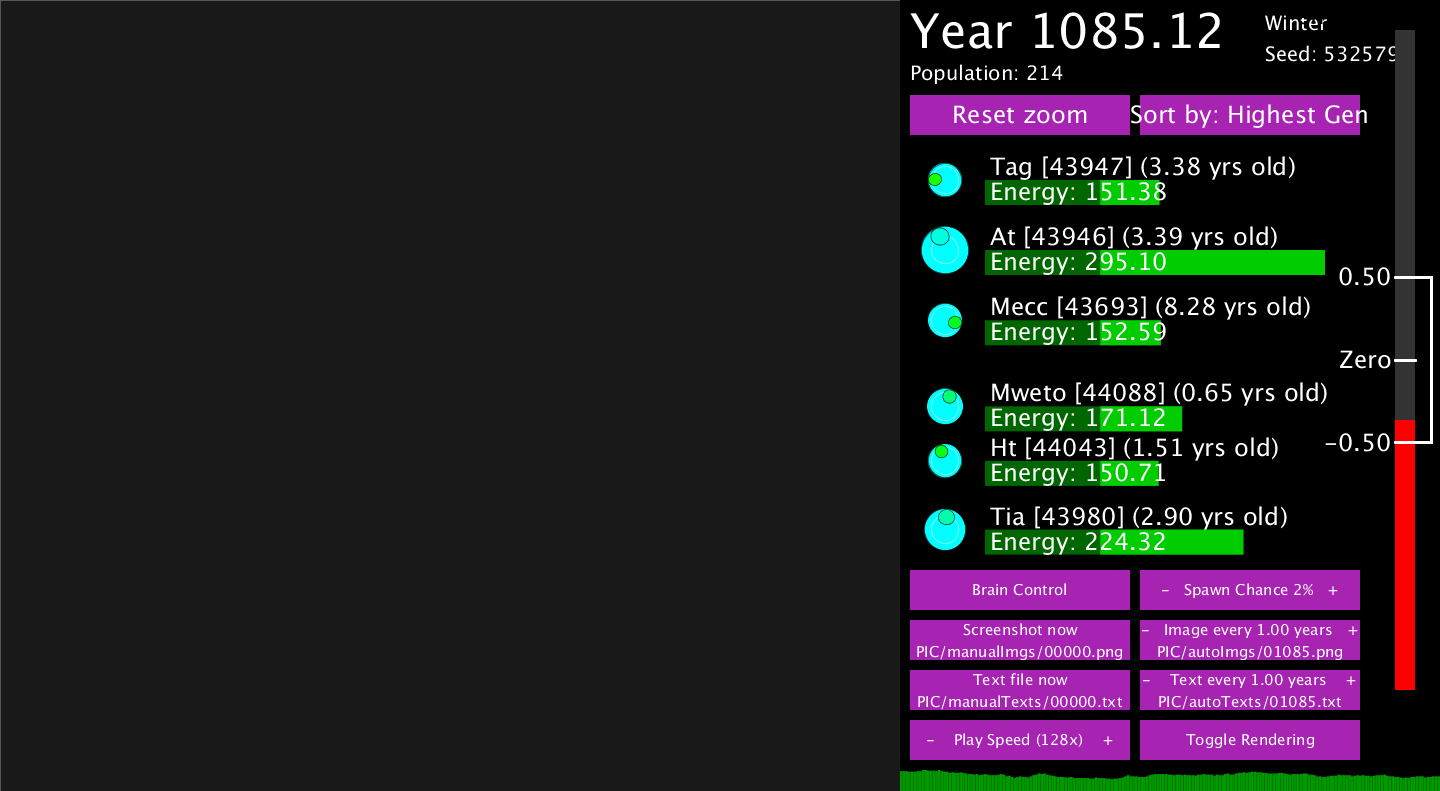 Year 1085.12
Winter
Seed: 532579
Population: 214
Reset zoom
Sort by: Highest Gen
Tag [43947] (3.38 yrs old)
Energy: 151.38
At [43946] (3.39 yrs old)
Energy: 295.10
0.50
Mecc [43693] (8.28 yrs old)
Energy: 152.59
Zero
Mweto [44088] (0.65 yrs old)
Energy: 171.12
-0.50
Ht [44043] (1.51 yrs old)
Energy: 150.71
Tia [43980] (2.90 yrs old)
Energy: 224.32
Brain Control
- Spawn Chance 2% +
Screenshot now
PIC/manualImgs/00000.png
- Image every 1.00 years +
PIC/autoImgs/01085.png
Text file now
PIC/manualTexts/00000.txt
- Text every 1.00 years +
PIC/autoTexts/01085.txt
- Play Speed (128x) +
Toggle Rendering